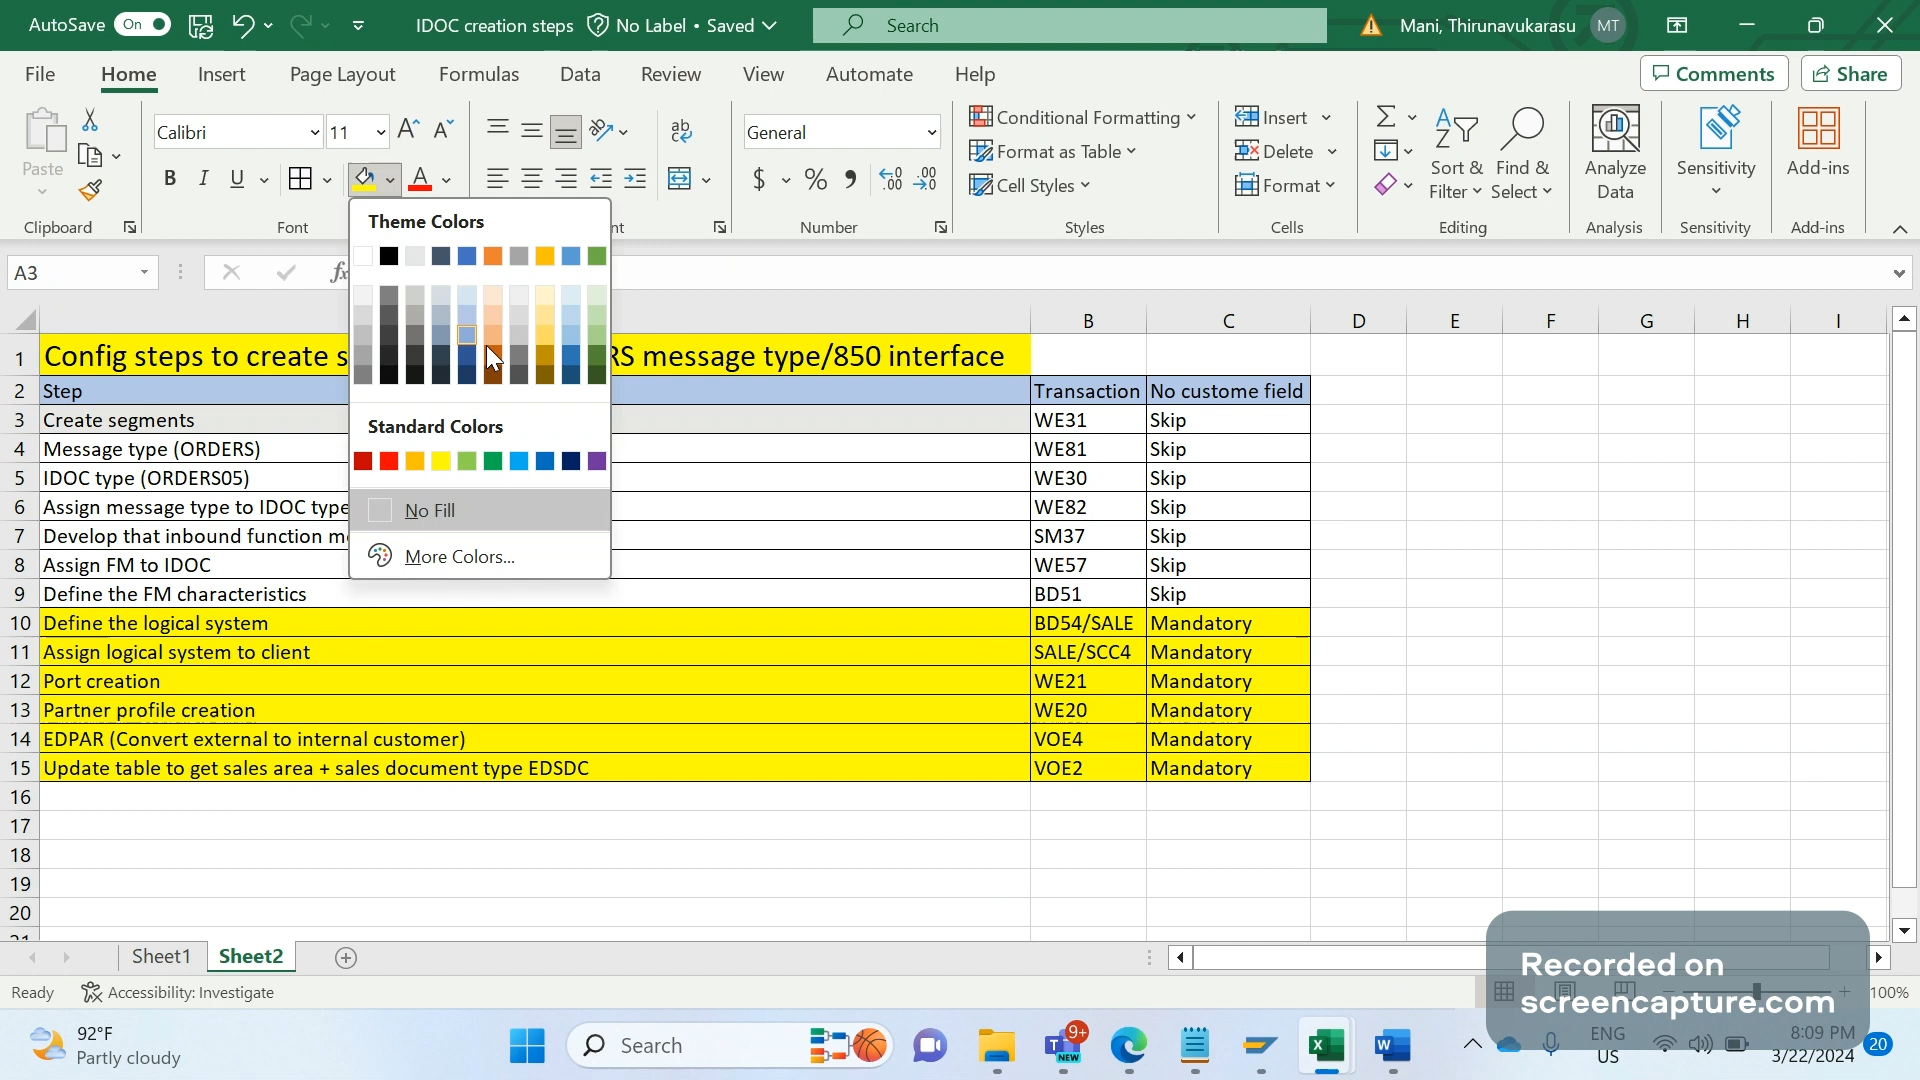 AutoSave On IDOC creation steps No Label • Saved Search Mani, Thirunavukarasu MT
File Home Insert Page Layout Formulas Data Review View Automate Help Comments Share
Calibri 11 General Conditional Formatting Insert
Paste Format as Table Delete Sort & Find & Analyze Sensitivity Add-ins
B I U A $ % Cell Styles Format Filter Select Data
Clipboard Font nt Number Styles Cells Editing Analysis Sensitivity Add-ins
Theme Colors
A3 fx
A B C D E F G H I
1 Config steps to create s RS message type/850 interface
2 Step Transaction No custome field
3 Create segments WE31 Skip
Standard Colors
4 Message type (ORDERS) WE81 Skip
5 IDOC type (ORDERS05) WE30 Skip
6 Assign message type to IDOC type WE82 Skip
No Fill
7 Develop that inbound function m SM37 Skip
More Colors...
8 Assign FM to IDOC WE57 Skip
9 Define the FM characteristics BD51 Skip
10 Define the logical system BD54/SALE Mandatory
11 Assign logical system to client SALE/SCC4 Mandatory
12 Port creation WE21 Mandatory
13 Partner profile creation WE20 Mandatory
14 EDPAR (Convert external to internal customer) VOE4 Mandatory
15 Update table to get sales area + sales document type EDSDC VOE2 Mandatory
16
17
18
19
20
21
Sheet1 Sheet2
Recorded on
screencapture.com
Ready Accessibility: Investigate 100%
92°F
Partly cloudy
Search
9+
NEW
ENG
US
8:09 PM
3/22/2024
20